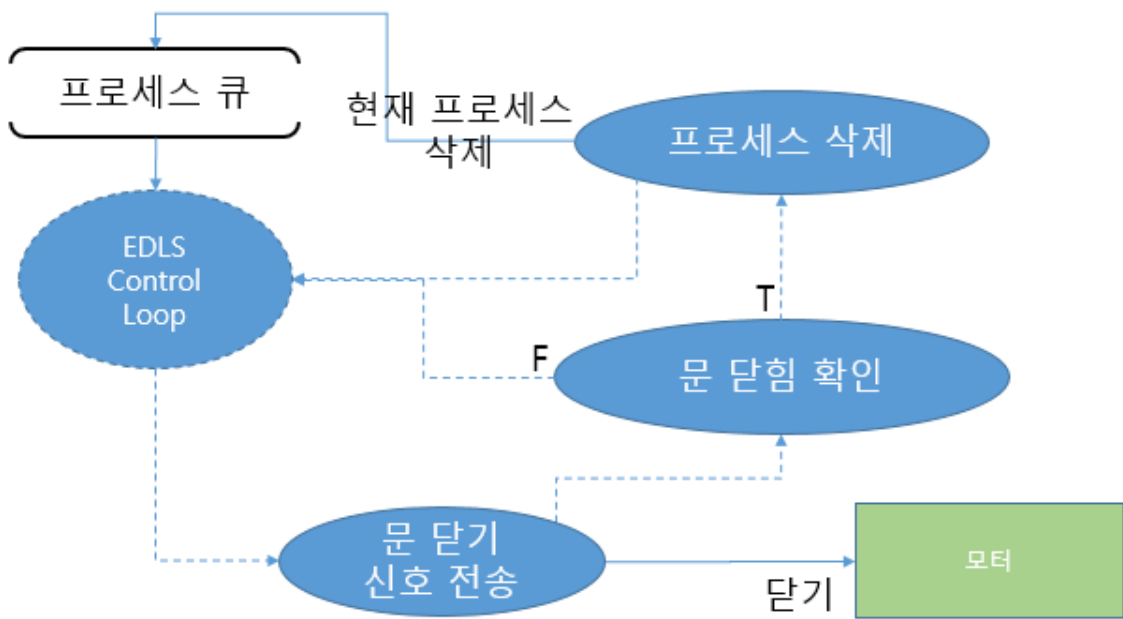 프로세스 큐
현재 프로세스
삭제
프로세스 삭제
EDLS
Control
Loop
T
F
문 닫힘 확인
문 닫기
신호 전송
닫기
모터